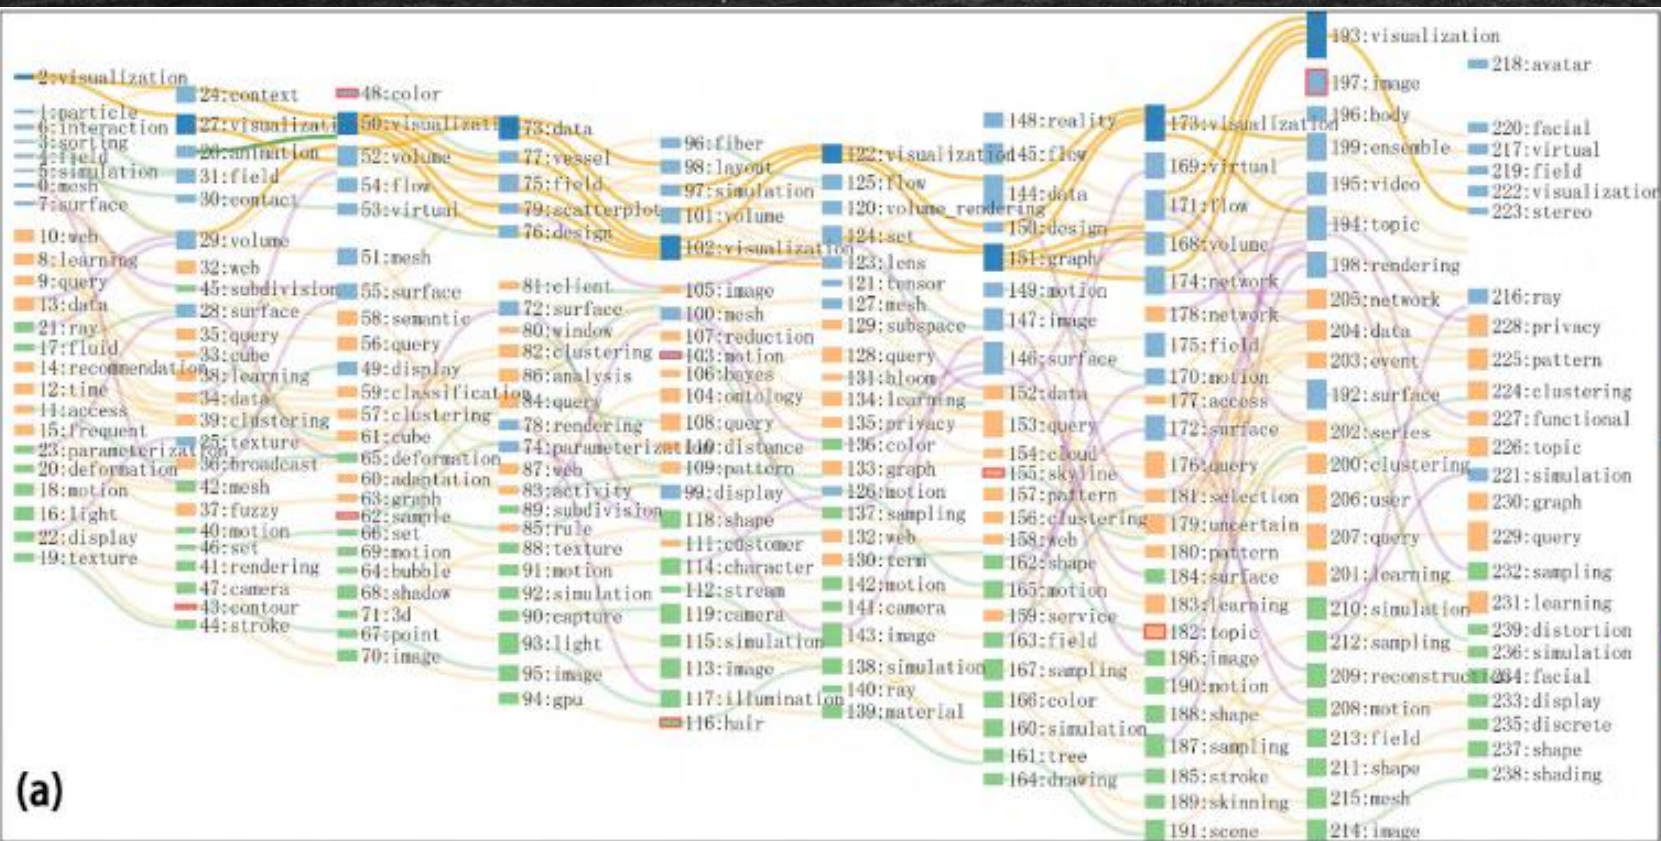 2:visualization
1:particle
6:interaction
3:sorting
4:field
5:simulation
0:mesh
7:surface
10:web
8:learning
9:query
13:data
21:ray
17:fluid
14:recommendation
12:time
11:access
15:frequent
23:parameterization
20:deformation
18:motion
16:light
22:display
19:texture
24:context
27:visualizati
26:animation
31:field
30:contact
29:volume
32:web
45:subdivision
28:surface
35:query
33:cube
38:learning
34:data
39:clustering
25:texture
36:broadcast
42:mesh
37:fuzzy
40:motion
46:set
41:rendering
47:camera
43:contour
44:stroke
48:color
50:visualizati
52:volume
54:flow
53:virtual
51:mesh
55:surface
58:semantic
56:query
49:display
59:classification
57:clustering
61:cube
65:deformation
60:adaptation
63:graph
62:sample
66:set
69:motion
64:bubble
68:shadow
71:3d
67:point
70:image
73:data
77:vessel
75:field
79:scatterplot
76:design
81:client
72:surface
80:window
82:clustering
86:analysis
84:query
78:rendering
74:parameterization
87:web
83:activity
89:subdivision
85:rule
88:texture
91:motion
92:simulation
90:capture
93:light
95:image
94:gpu
96:fiber
98:layout
97:simulation
101:volume
102:visualization
105:image
100:mesh
107:reduction
103:motion
106:bayes
104:ontology
108:query
110:distance
109:pattern
99:display
118:shape
111:customer
114:character
112:stream
119:camera
115:simulation
113:image
117:illumination
116:hair
122:visualization
125:flow
120:volume_rendering
124:set
123:lens
121:tensor
127:mesh
129:subspace
128:query
131:bloom
134:learning
135:privacy
136:color
133:graph
126:motion
137:sampling
132:web
130:term
142:motion
141:camera
143:image
138:simulation
140:ray
139:material
148:reality
145:flow
144:data
150:design
151:graph
149:motion
147:image
146:surface
152:data
153:query
154:cloud
155:skyline
157:pattern
156:clustering
158:web
162:shape
165:motion
159:service
163:field
167:sampling
166:color
160:simulation
161:tree
164:drawing
173:visualization
169:virtual
171:flow
168:volume
174:network
178:network
175:field
170:motion
177:access
172:surface
176:query
181:selection
179:uncertain
180:pattern
184:surface
183:learning
182:topic
186:image
190:motion
188:shape
187:sampling
185:stroke
189:skinning
191:scene
193:visualization
197:image
196:body
199:ensemble
195:video
194:topic
198:rendering
205:network
204:data
203:event
192:surface
202:series
200:clustering
206:user
207:query
201:learning
210:simulation
212:sampling
209:reconstruct
208:motion
213:field
211:shape
215:mesh
214:image
218:avatar
220:facial
217:virtual
219:field
222:visualization
223:stereo
216:ray
228:privacy
225:pattern
224:clustering
227:functional
226:topic
221:simulation
230:graph
229:query
232:sampling
231:learning
239:distortion
236:simulation
234:facial
233:display
235:discrete
237:shape
238:shading
(a)